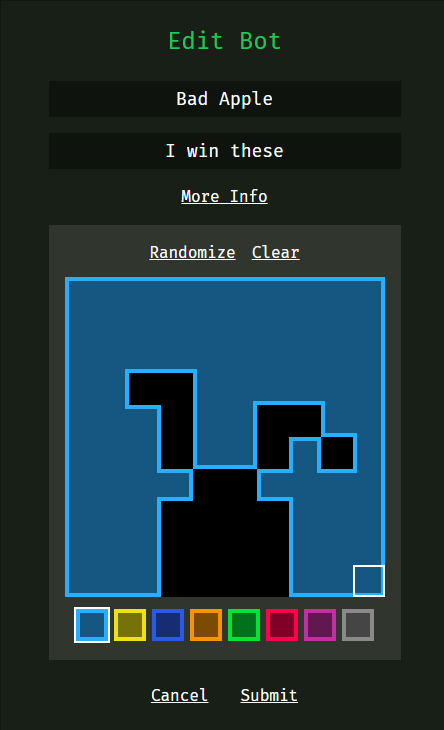 Edit Bot
Bad Apple
I win these
More Info
Randomize Clear
Cancel Submit